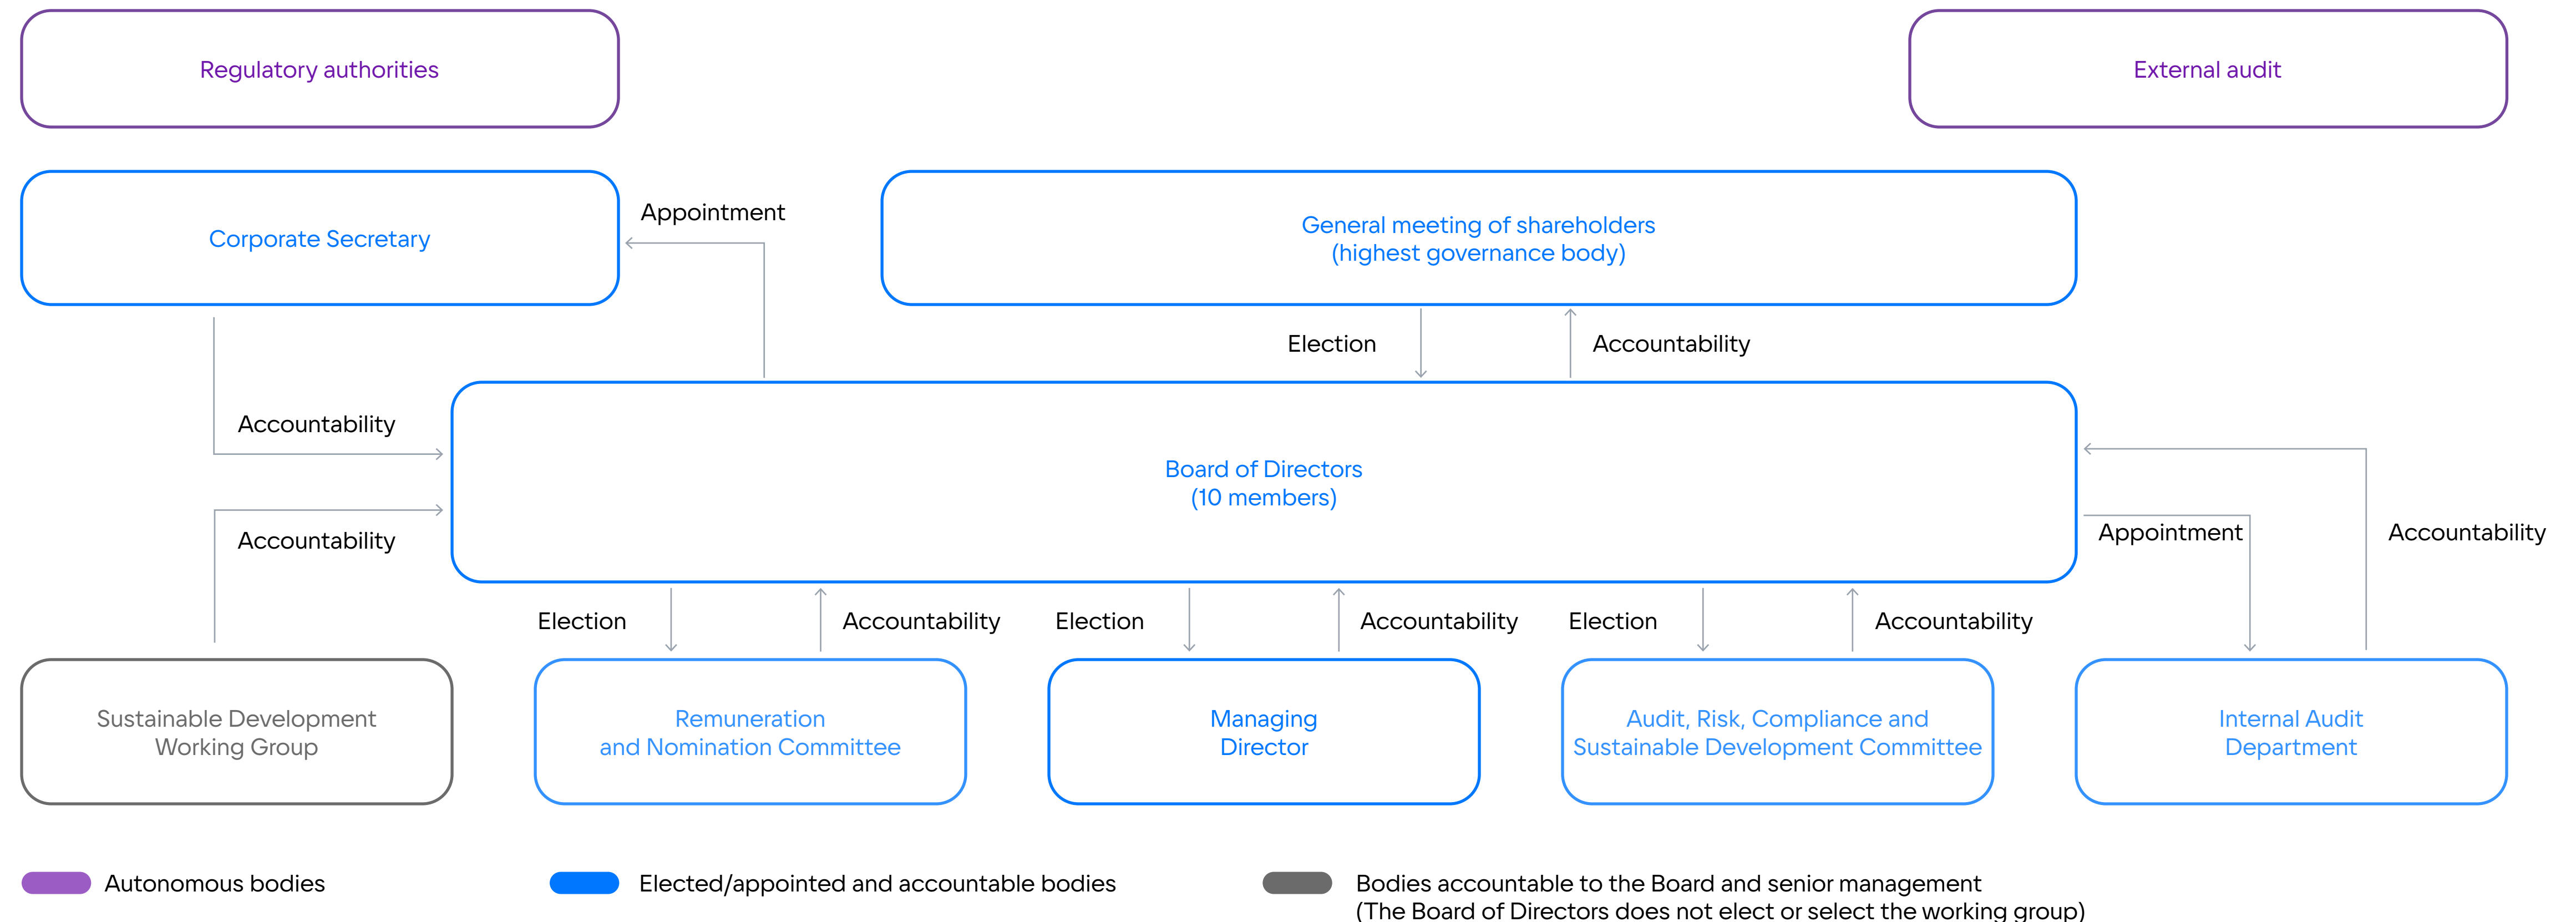 Regulatory authorities
External audit
Corporate Secretary
Appointment
General meeting of shareholders
(highest governance body)
Election
Accountability
Accountability
Board of Directors
(10 members)
Accountability
Appointment
Accountability
Election
Accountability
Election
Accountability
Election
Accountability
Sustainable Development
Working Group
Remuneration
and Nomination Committee
Managing
Director
Audit, Risk, Compliance and
Sustainable Development Committee
Internal Audit
Department
Autonomous bodies
Elected/appointed and accountable bodies
Bodies accountable to the Board and senior management
(The Board of Directors does not elect or select the working group)